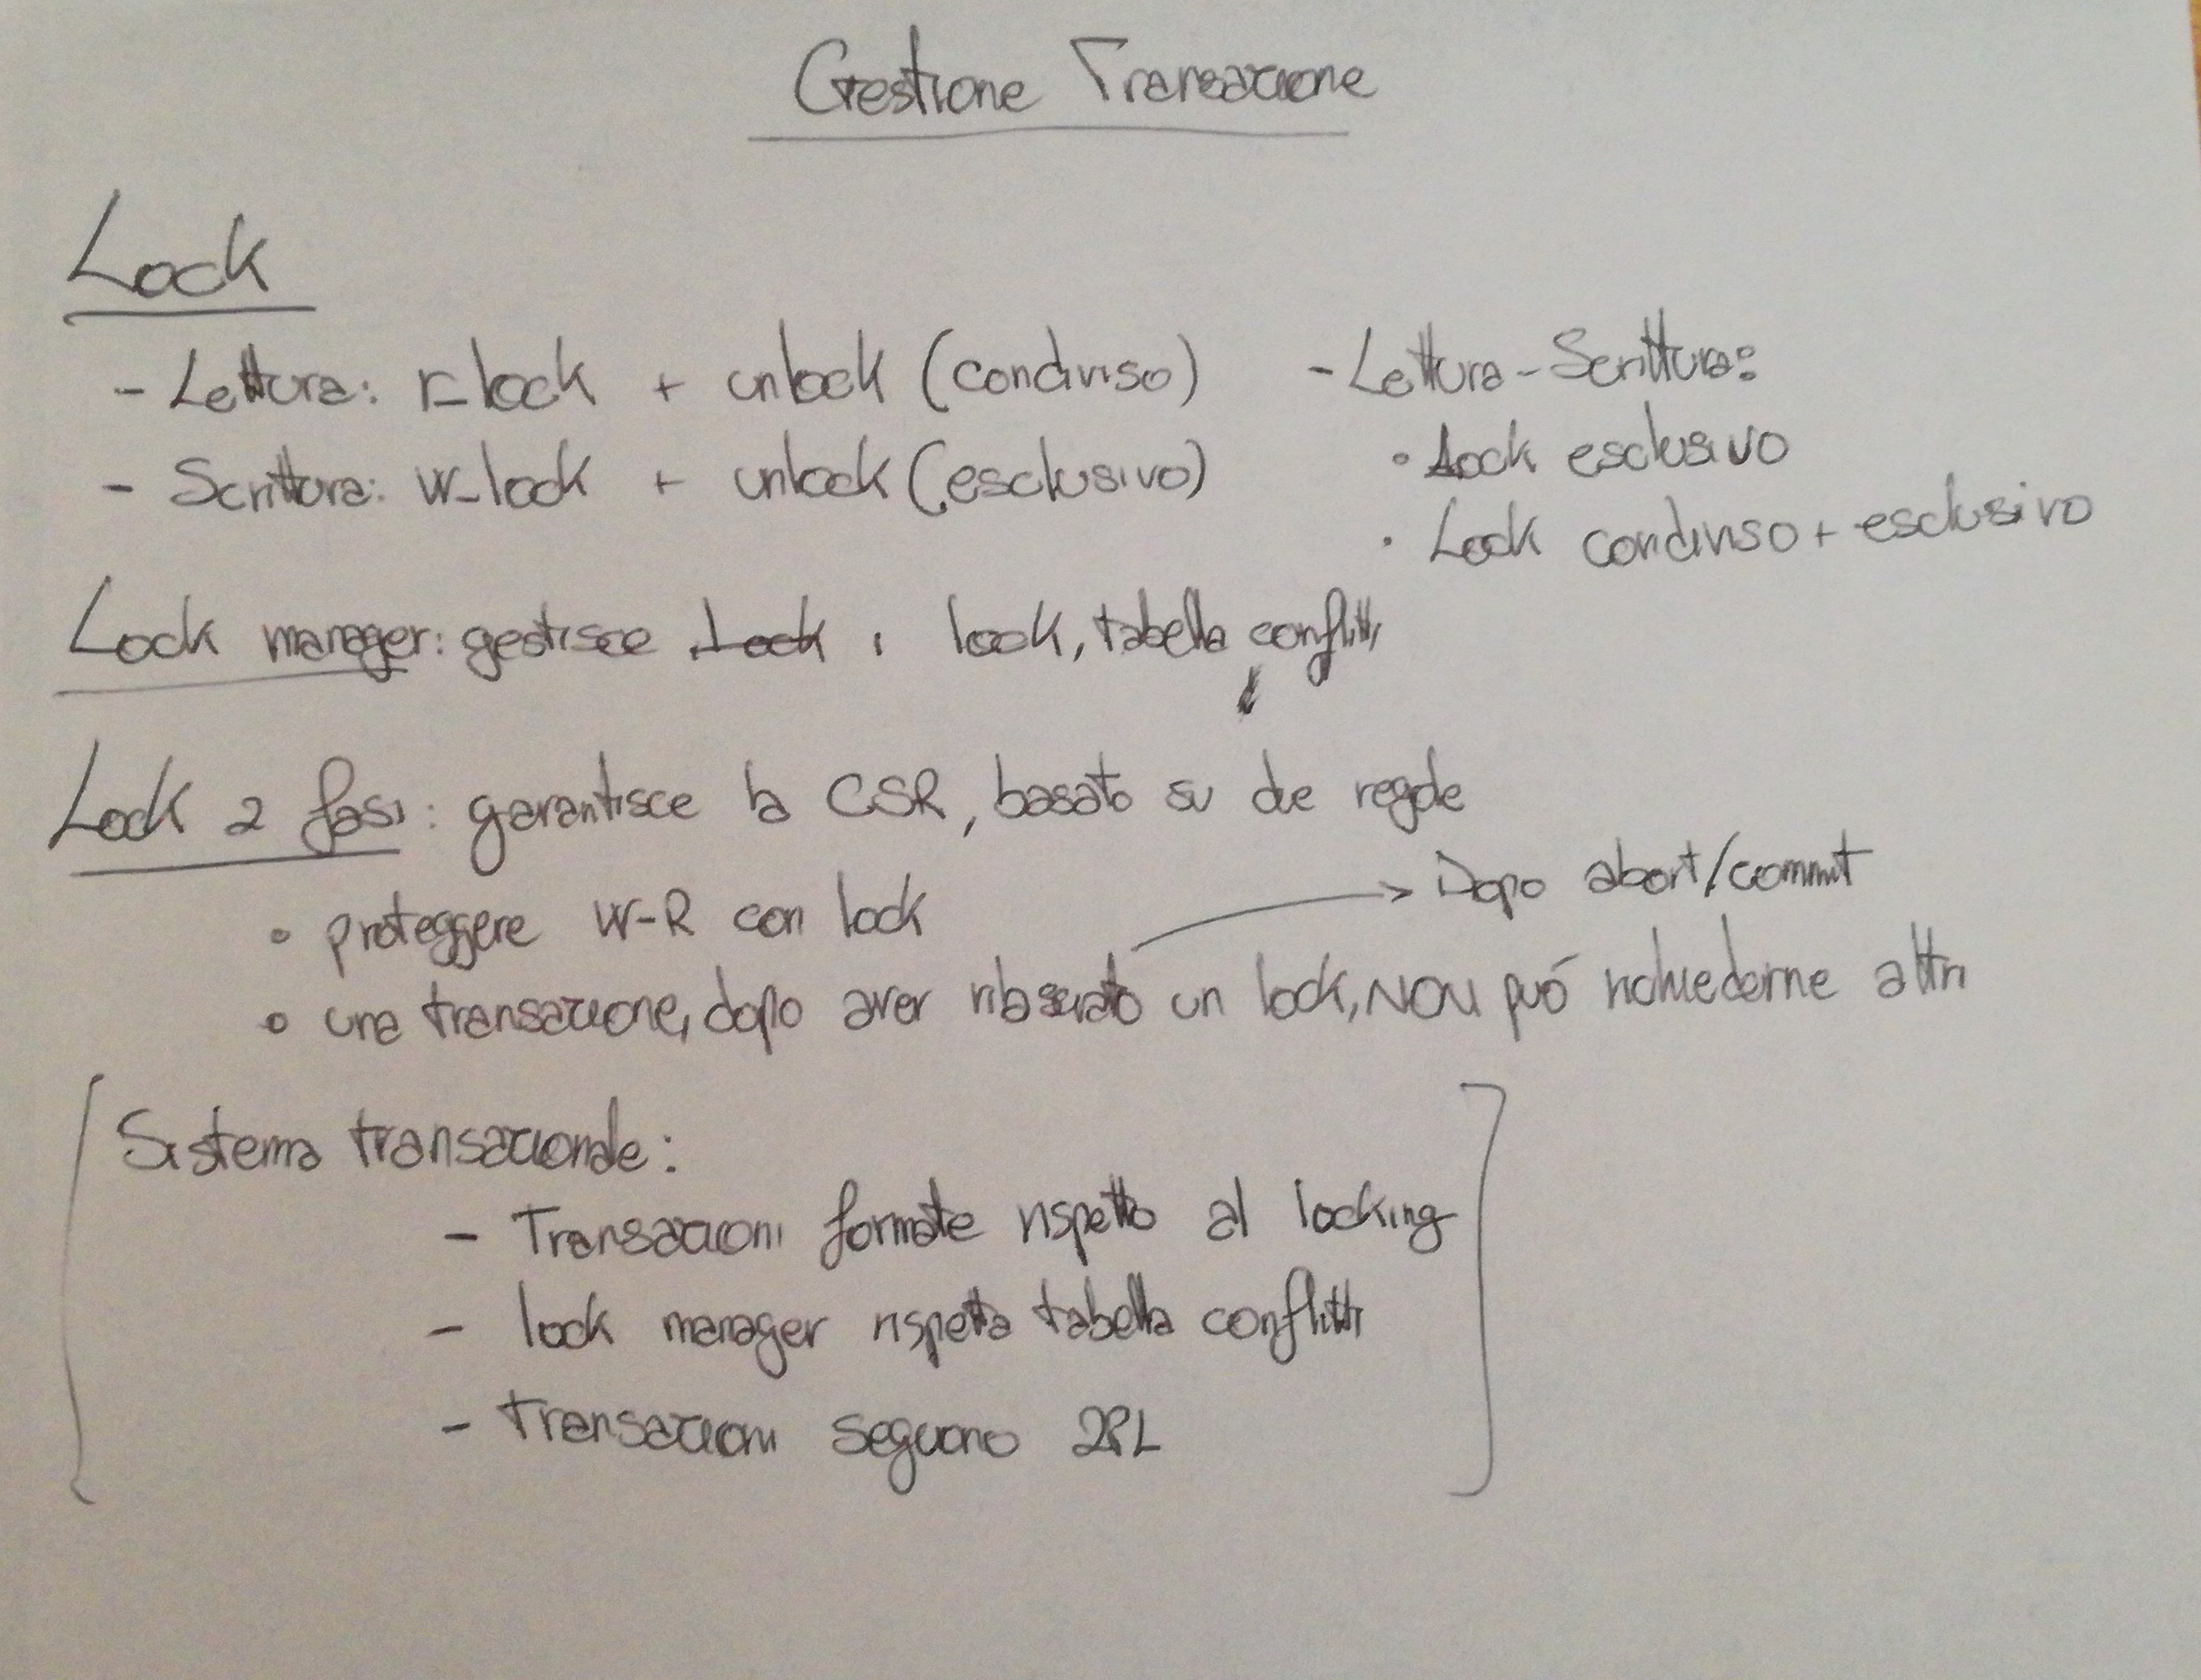 Gestione Transazione
Lock
- Lettura: r_lock + unlock (condiviso)
- Scrittura: w_lock + unlock (esclusivo)
- Lettura-Scrittura:
• Lock esclusivo
• Lock condiviso + esclusivo
Lock manager: gestisce Lock i lock, tabella conflitti
Lock 2 fasi: garantisce la CSR, basato su due regole
• proteggere W-R con lock
→ Dopo abort/commit
• una transazione, dopo aver rilasciato un lock, NON può richiederne altri
Sistema transazionale:
- Transazioni formate rispetto al locking
- lock manager rispetta tabella conflitti
- Transazioni seguono 2PL